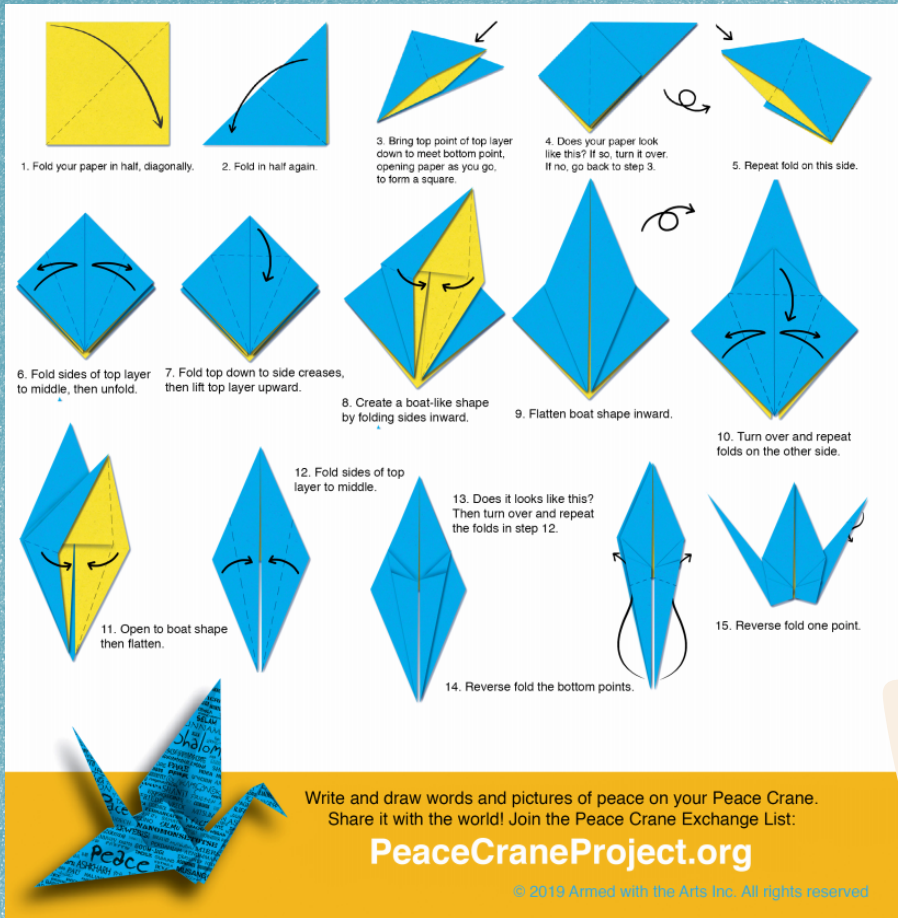 1. Fold your paper in half, diagonally.
2. Fold in half again.
3. Bring top point of top layer
down to meet bottom point,
opening paper as you go,
to form a square.
4. Does your paper look
like this? If so, turn it over.
If no, go back to step 3.
5. Repeat fold on this side.
6. Fold sides of top layer
to middle, then unfold.
7. Fold top down to side creases,
then lift top layer upward.
8. Create a boat-like shape
by folding sides inward.
9. Flatten boat shape inward.
10. Turn over and repeat
folds on the other side.
11. Open to boat shape
then flatten.
12. Fold sides of top
layer to middle.
13. Does it looks like this?
Then turn over and repeat
the folds in step 12.
14. Reverse fold the bottom points.
15. Reverse fold one point.
Shalom
Peace
Peace
Write and draw words and pictures of peace on your Peace Crane.
Share it with the world! Join the Peace Crane Exchange List:
PeaceCraneProject.org
© 2019 Armed with the Arts Inc. All rights reserved